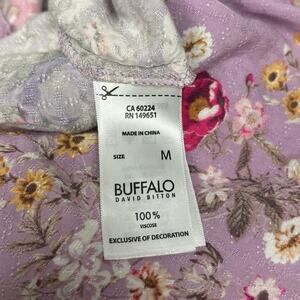 CA 60224
RN 149651
MADE IN CHINA
SIZE M
BUFFALO
DAVID BITTON
100%
VISCOSE
EXCLUSIVE OF DECORATION